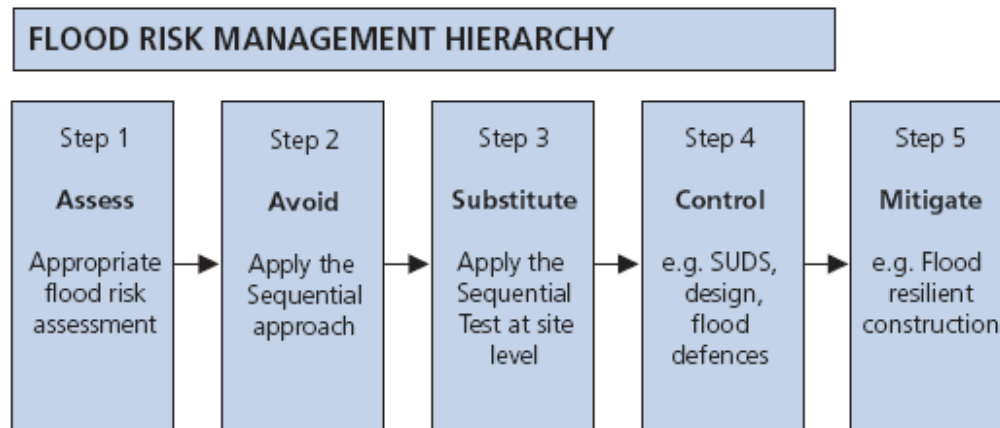 FLOOD RISK MANAGEMENT HIERARCHY
Step 1
Assess
Appropriate
flood risk
assessment
Step 2
Avoid
Apply the
Sequential
approach
Step 3
Substitute
Apply the
Sequential
Test at site
level
Step 4
Control
e.g. SUDS,
design,
flood
defences
Step 5
Mitigate
e.g. Flood
resilient
construction